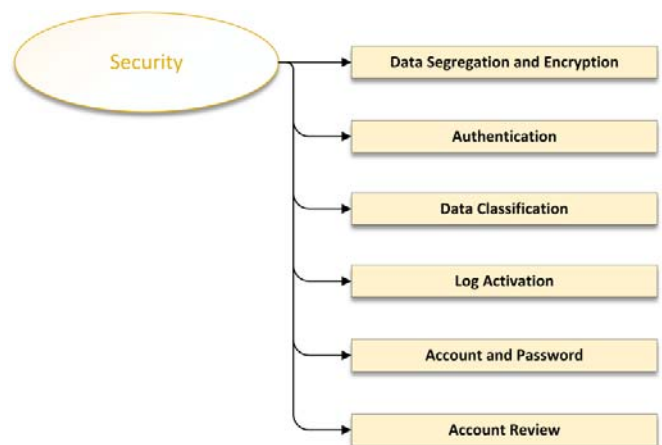 Security
Data Segregation and Encryption
Authentication
Data Classification
Log Activation
Account and Password
Account Review